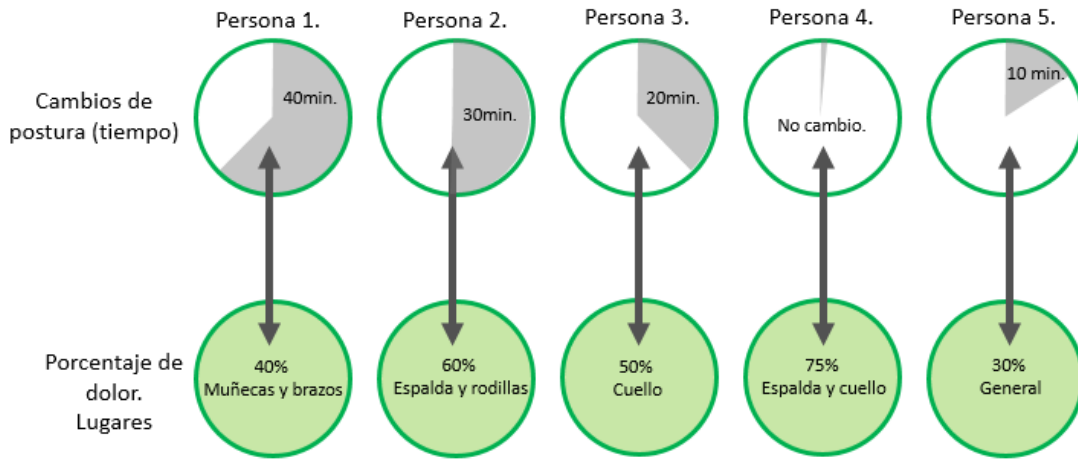 Persona 1.
Persona 2.
Persona 3.
Persona 4.
Persona 5.
Cambios de
postura (tiempo)
40min.
30min.
20min.
No cambio.
10 min.
Porcentaje de
dolor.
Lugares
40%
Muñecas y brazos
60%
Espalda y rodillas
50%
Cuello
75%
Espalda y cuello
30%
General